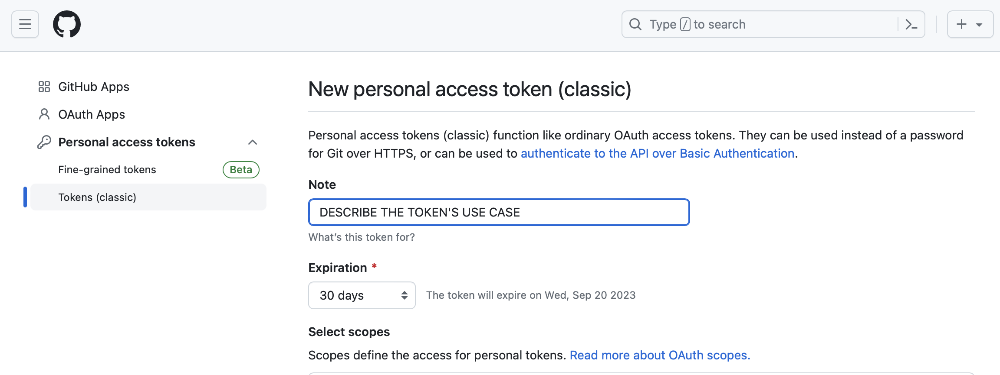 Type / to search
GitHub Apps
OAuth Apps
Personal access tokens
Fine-grained tokens Beta
Tokens (classic)
New personal access token (classic)
Personal access tokens (classic) function like ordinary OAuth access tokens. They can be used instead of a password
for Git over HTTPS, or can be used to authenticate to the API over Basic Authentication.
Note
DESCRIBE THE TOKEN'S USE CASE
What’s this token for?
Expiration *
30 days The token will expire on Wed, Sep 20 2023
Select scopes
Scopes define the access for personal tokens. Read more about OAuth scopes.